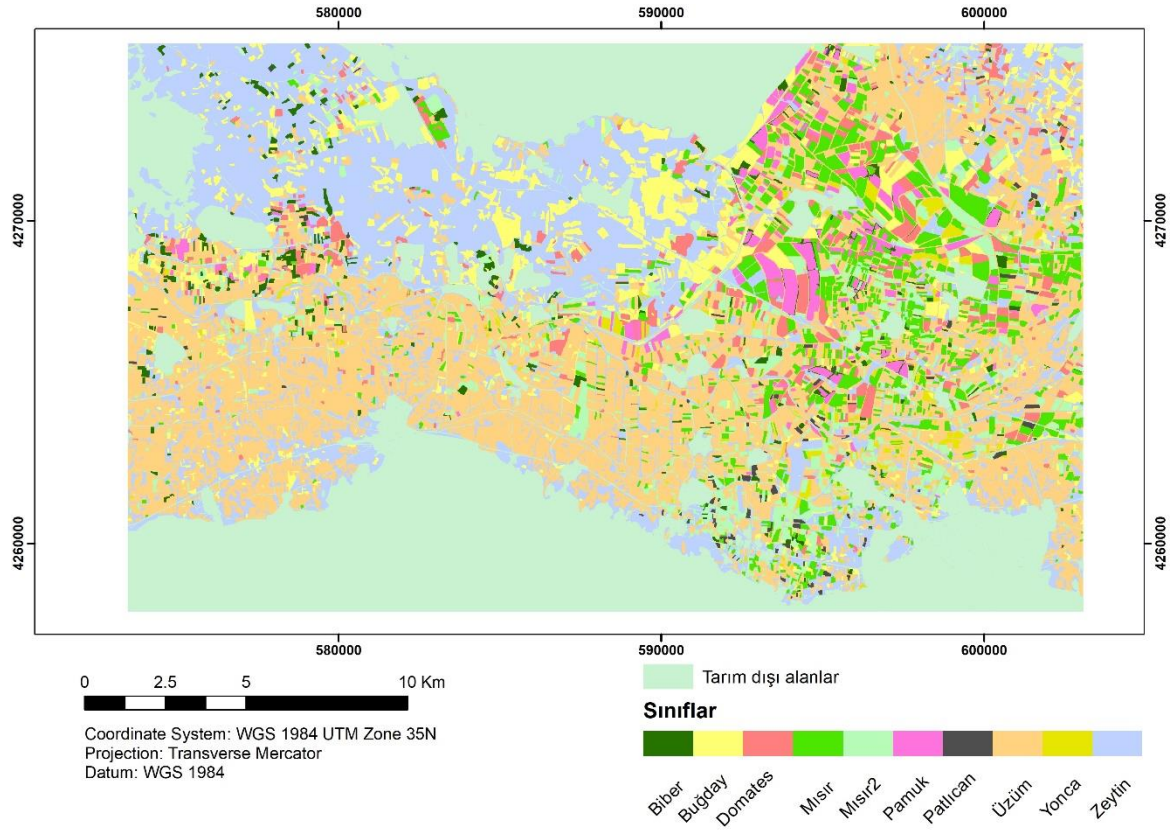 580000 590000 600000
4270000 4270000
4260000 4260000
580000 590000 600000
0 2.5 5 10 Km
Coordinate System: WGS 1984 UTM Zone 35N
Projection: Transverse Mercator
Datum: WGS 1984
Tarım dışı alanlar
Sınıflar
Biber
Buğday
Domates
Mısır
Mısır2
Pamuk
Patlıcan
Üzüm
Yonca
Zeytin